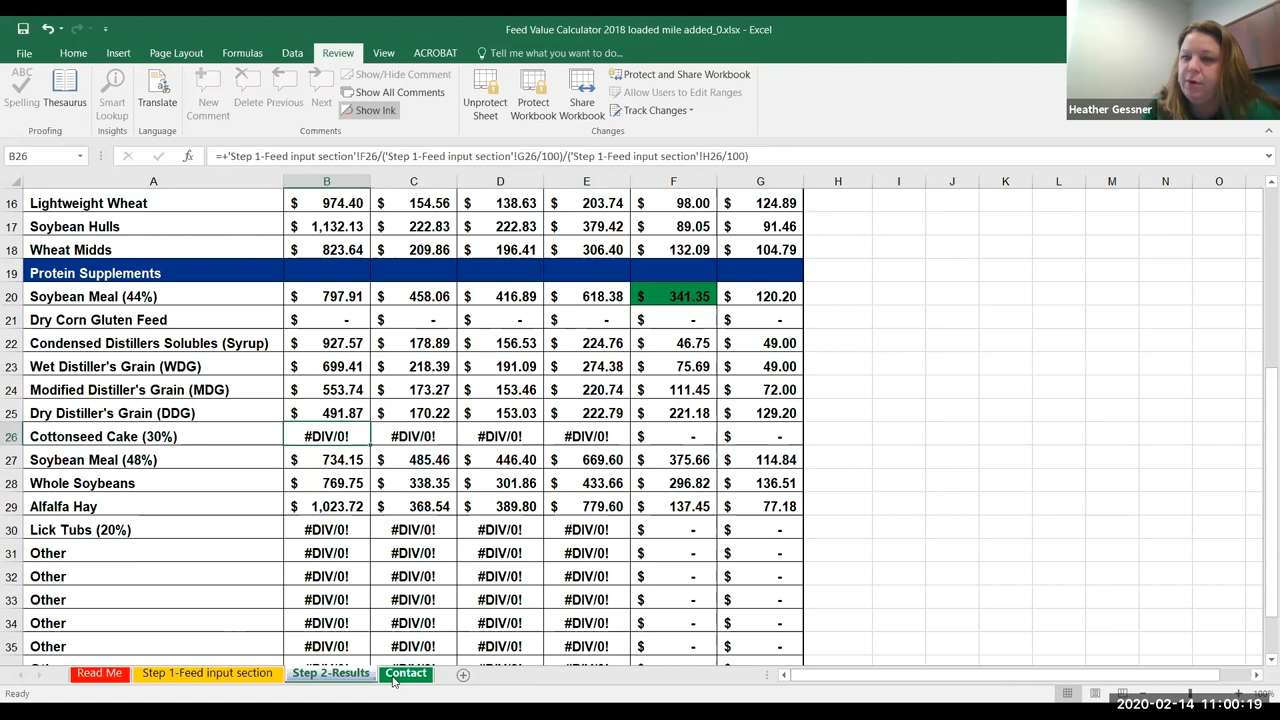 Feed Value Calculator 2018 loaded mile added_0.xlsx - Excel
File Home Insert Page Layout Formulas Data Review View ACROBAT Tell me what you want to do...
Spelling Thesaurus
Proofing
Smart Lookup
Insights
Translate
Language
New Comment Delete Previous Next
Show/Hide Comment
Show All Comments
Show Ink
Comments
Unprotect Sheet
Protect Workbook
Share Workbook
Protect and Share Workbook
Allow Users to Edit Ranges
Track Changes
Changes
Heather Gessner
B26 fx =+'Step 1-Feed input section'!F26/('Step 1-Feed input section'!G26/100)/('Step 1-Feed input section'!H26/100)
A B C D E F G H I J K L M N O
16 Lightweight Wheat $ 974.40 $ 154.56 $ 138.63 $ 203.74 $ 98.00 $ 124.89
17 Soybean Hulls $ 1,132.13 $ 222.83 $ 222.83 $ 379.42 $ 89.05 $ 91.46
18 Wheat Midds $ 823.64 $ 209.86 $ 196.41 $ 306.40 $ 132.09 $ 104.79
19 Protein Supplements
20 Soybean Meal (44%) $ 797.91 $ 458.06 $ 416.89 $ 618.38 $ 341.35 $ 120.20
21 Dry Corn Gluten Feed $ - $ - $ - $ - $ - $ -
22 Condensed Distillers Solubles (Syrup) $ 927.57 $ 178.89 $ 156.53 $ 224.76 $ 46.75 $ 49.00
23 Wet Distiller's Grain (WDG) $ 699.41 $ 218.39 $ 191.09 $ 274.38 $ 75.69 $ 49.00
24 Modified Distiller's Grain (MDG) $ 553.74 $ 173.27 $ 153.46 $ 220.74 $ 111.45 $ 72.00
25 Dry Distiller's Grain (DDG) $ 491.87 $ 170.22 $ 153.03 $ 222.79 $ 221.18 $ 129.20
26 Cottonseed Cake (30%) #DIV/0! #DIV/0! #DIV/0! #DIV/0! $ - $ -
27 Soybean Meal (48%) $ 734.15 $ 485.46 $ 446.40 $ 669.60 $ 375.66 $ 114.84
28 Whole Soybeans $ 769.75 $ 338.35 $ 301.86 $ 433.66 $ 296.82 $ 136.51
29 Alfalfa Hay $ 1,023.72 $ 368.54 $ 389.80 $ 779.60 $ 137.45 $ 77.18
30 Lick Tubs (20%) #DIV/0! #DIV/0! #DIV/0! #DIV/0! $ - $ -
31 Other #DIV/0! #DIV/0! #DIV/0! #DIV/0! $ - $ -
32 Other #DIV/0! #DIV/0! #DIV/0! #DIV/0! $ - $ -
33 Other #DIV/0! #DIV/0! #DIV/0! #DIV/0! $ - $ -
34 Other #DIV/0! #DIV/0! #DIV/0! #DIV/0! $ - $ -
35 Other #DIV/0! #DIV/0! #DIV/0! #DIV/0! $ - $ -
Read Me Step 1-Feed input section Step 2-Results Contact
Ready
2020-02-14 11:00:19